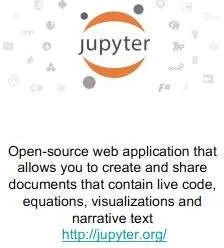 php
jupyter
C#
F#
Open-source web application that
allows you to create and share
documents that contain live code,
equations, visualizations and
narrative text
http://jupyter.org/